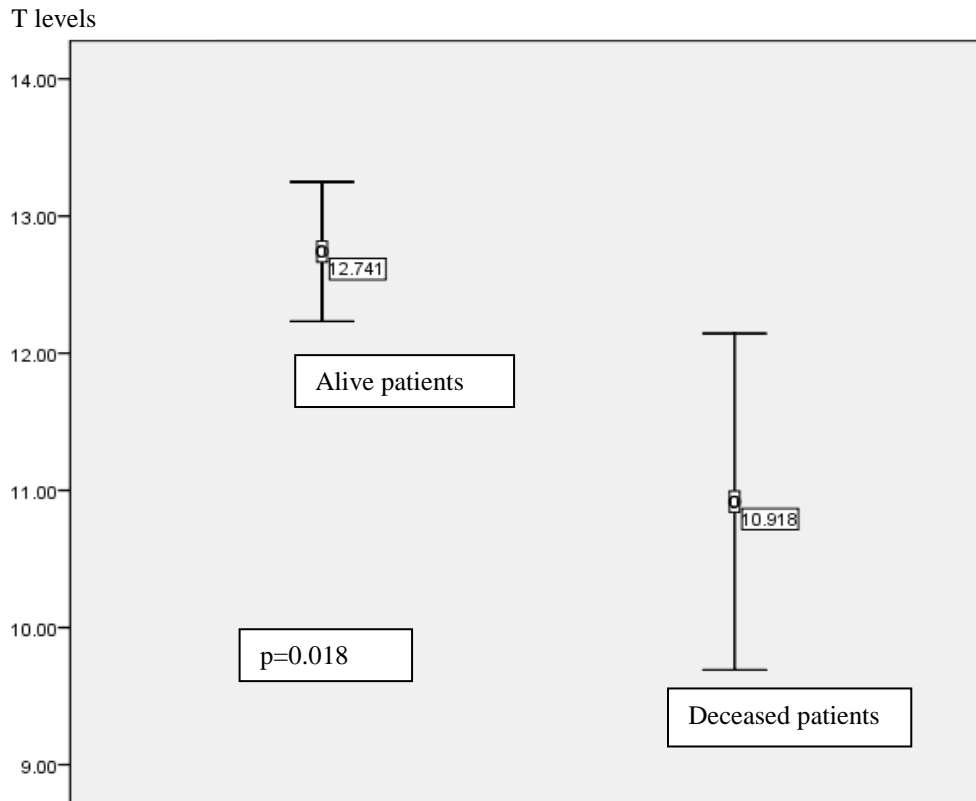 T levels
14.00
13.00
12.741
12.00
Alive patients
11.00
10.918
10.00
p=0.018
Deceased patients
9.00